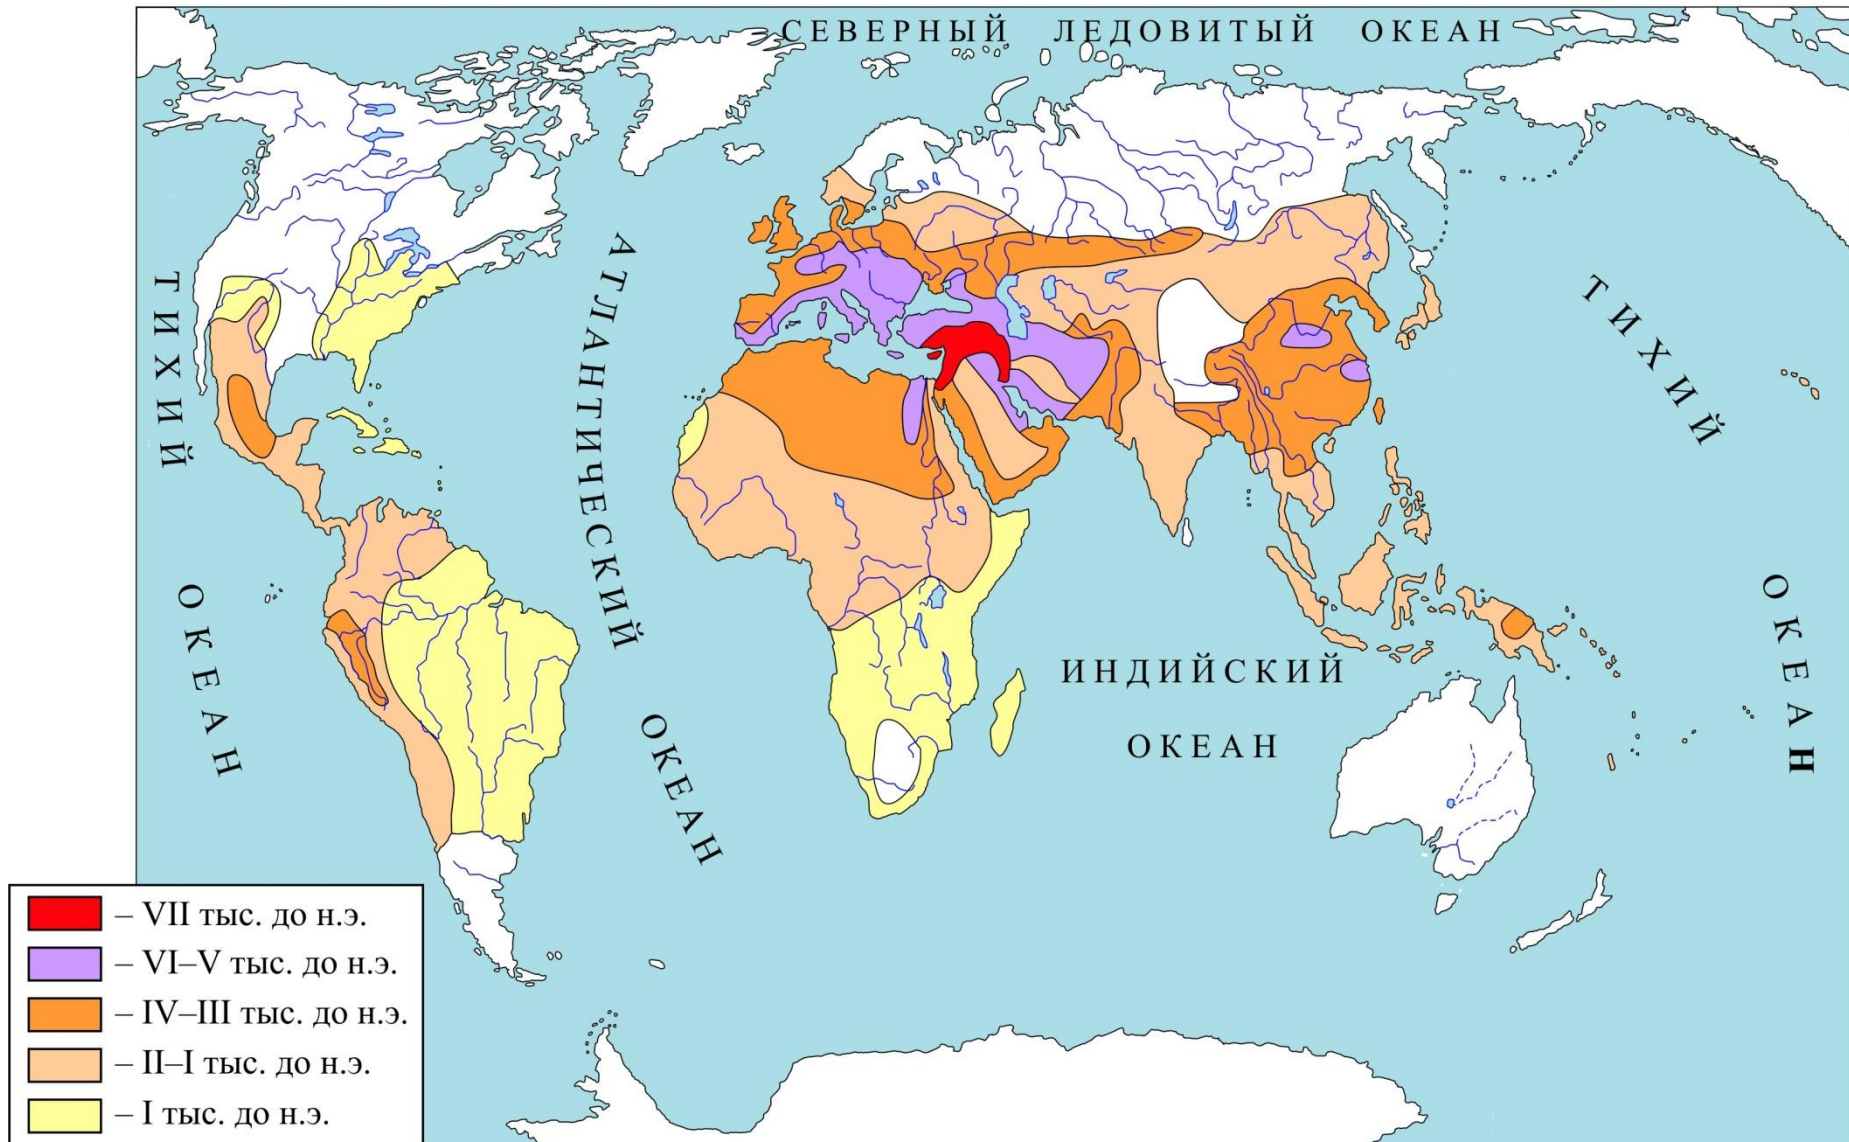 СЕВЕРНЫЙ ЛЕДОВИТЫЙ ОКЕАН
ТИХИЙ
ОКЕАН
АТЛАНТИЧЕСКИЙ
ОКЕАН
ИНДИЙСКИЙ
ОКЕАН
ТИХИЙ
ОКЕАН
– VII тыс. до н.э.
– VI–V тыс. до н.э.
– IV–III тыс. до н.э.
– II–I тыс. до н.э.
– I тыс. до н.э.